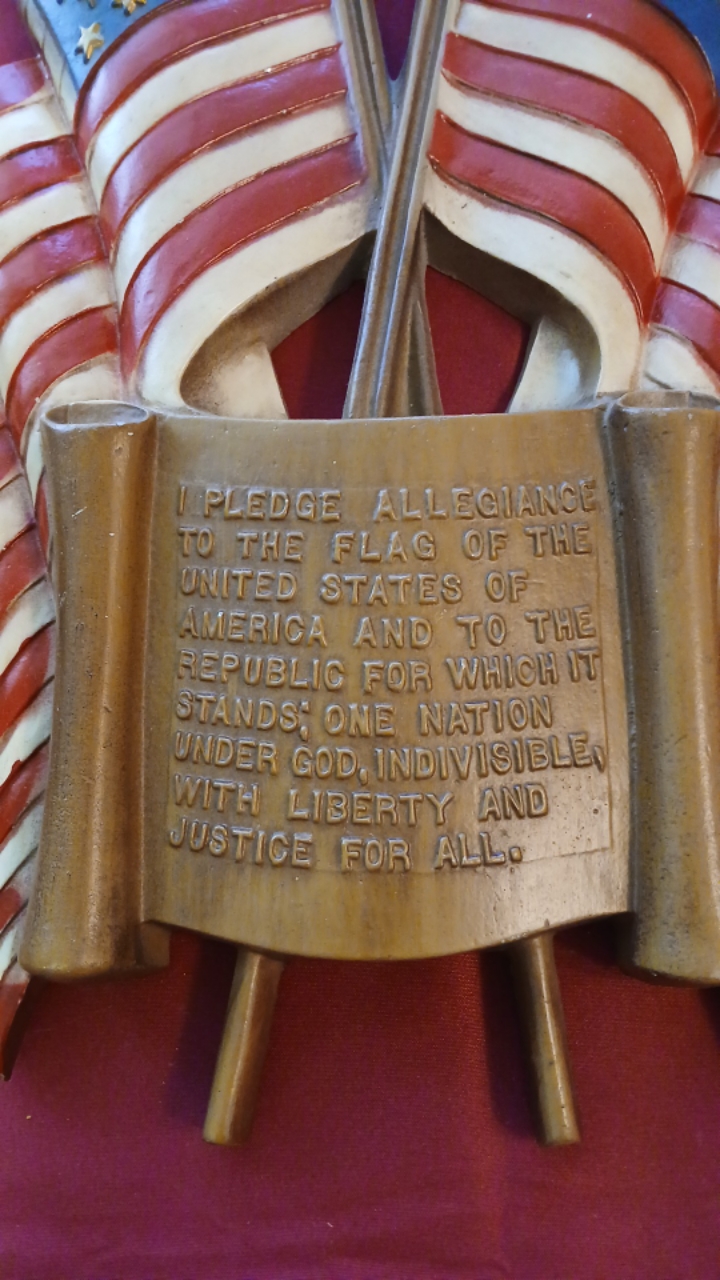 I PLEDGE ALLEGIANCE
TO THE FLAG OF THE
UNITED STATES OF
AMERICA AND TO THE
REPUBLIC FOR WHICH IT
STANDS; ONE NATION
UNDER GOD, INDIVISIBLE,
WITH LIBERTY AND
JUSTICE FOR ALL.